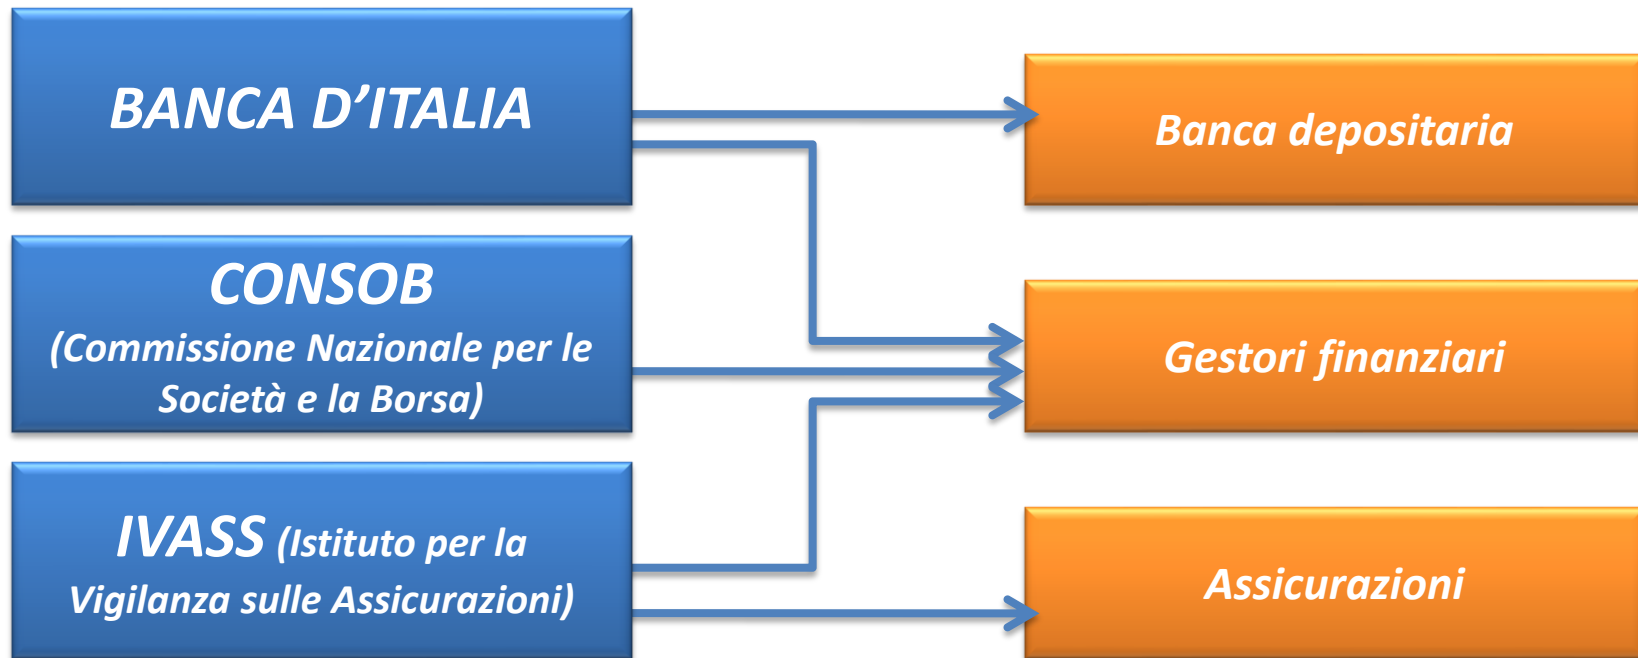 BANCA D’ITALIA
Banca depositaria
CONSOB
(Commissione Nazionale per le
Società e la Borsa)
Gestori finanziari
IVASS (Istituto per la
Vigilanza sulle Assicurazioni)
Assicurazioni